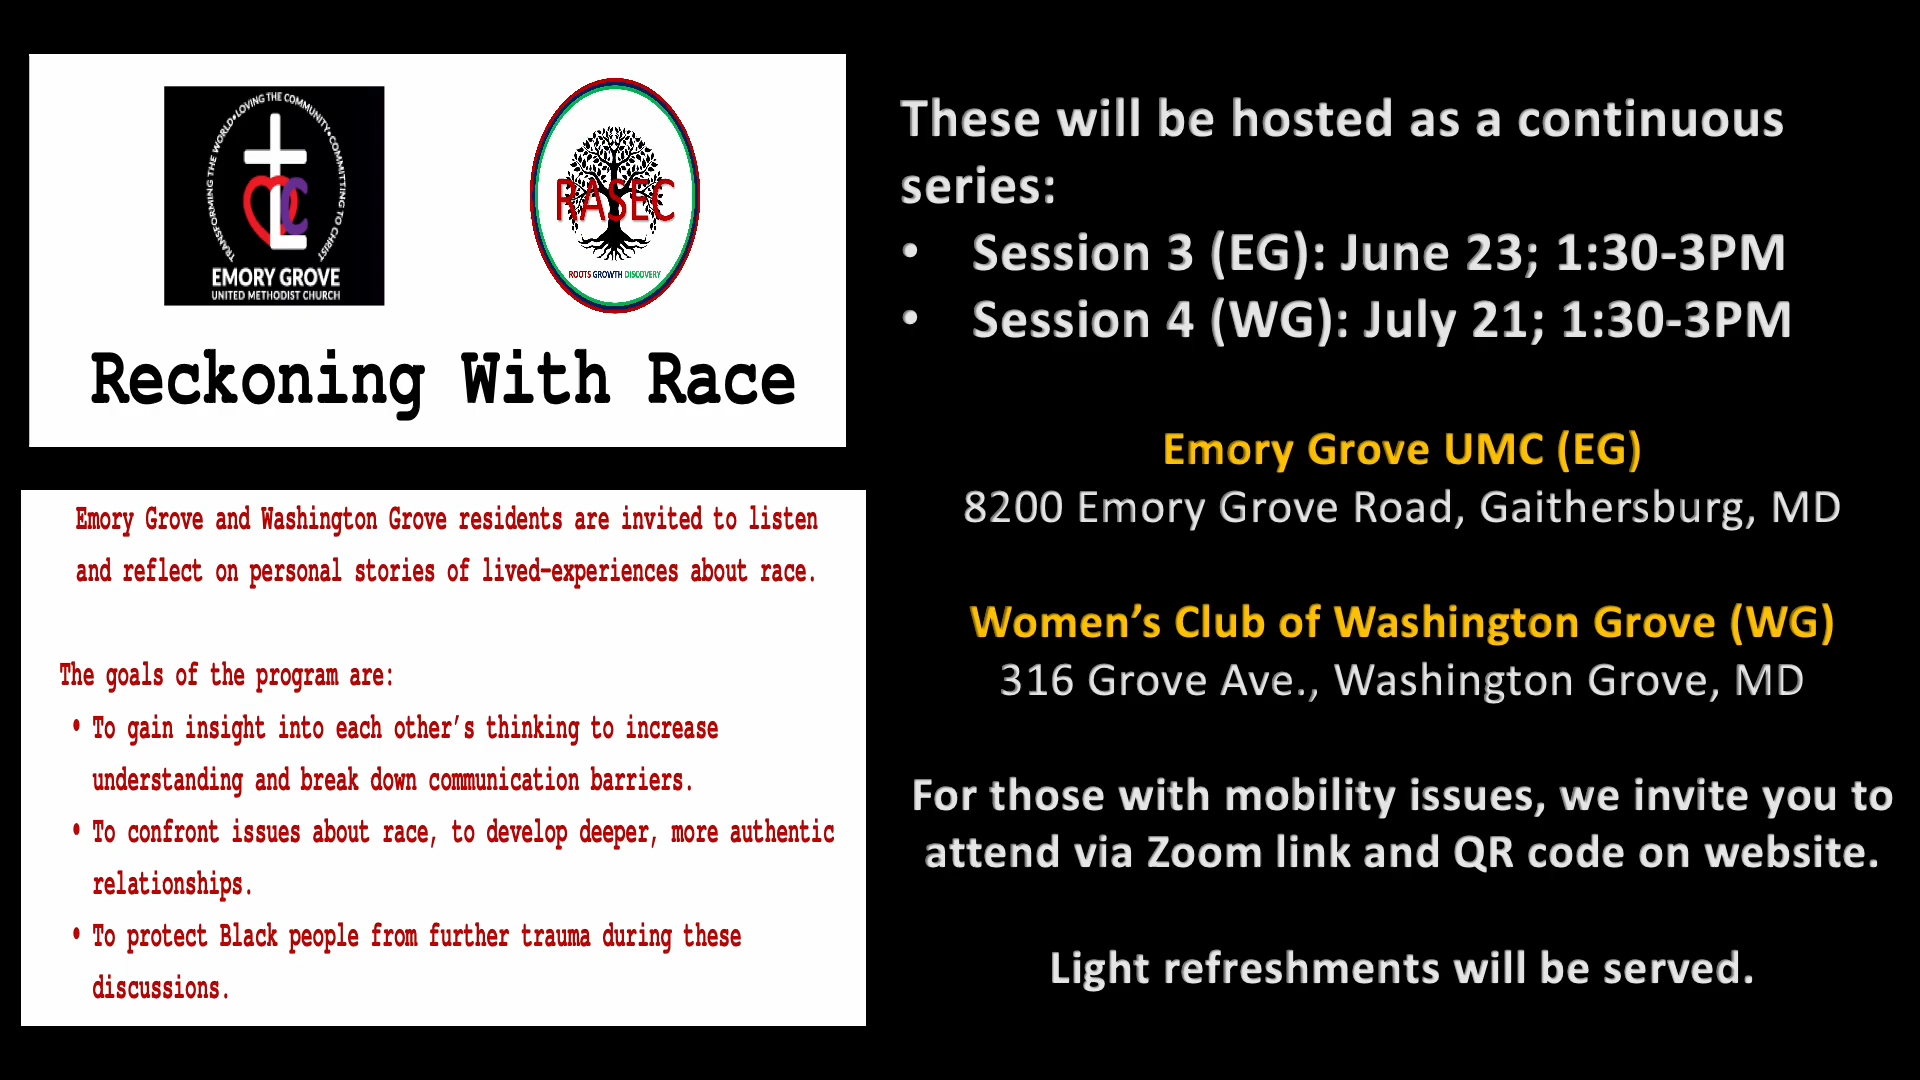 TRANSFORMING THE WORLD•LOVING THE COMMUNITY•COMMITTING TO CHRIST
EMORY GROVE
UNITED METHODIST CHURCH
RASEC
ROOTS GROWTH DISCOVERY
Reckoning With Race
Emory Grove and Washington Grove residents are invited to listen
and reflect on personal stories of lived-experiences about race.
The goals of the program are:
• To gain insight into each other’s thinking to increase
understanding and break down communication barriers.
• To confront issues about race, to develop deeper, more authentic
relationships.
• To protect Black people from further trauma during these
discussions.
These will be hosted as a continuous
series:
• Session 3 (EG): June 23; 1:30-3PM
• Session 4 (WG): July 21; 1:30-3PM
Emory Grove UMC (EG)
8200 Emory Grove Road, Gaithersburg, MD
Women’s Club of Washington Grove (WG)
316 Grove Ave., Washington Grove, MD
For those with mobility issues, we invite you to
attend via Zoom link and QR code on website.
Light refreshments will be served.